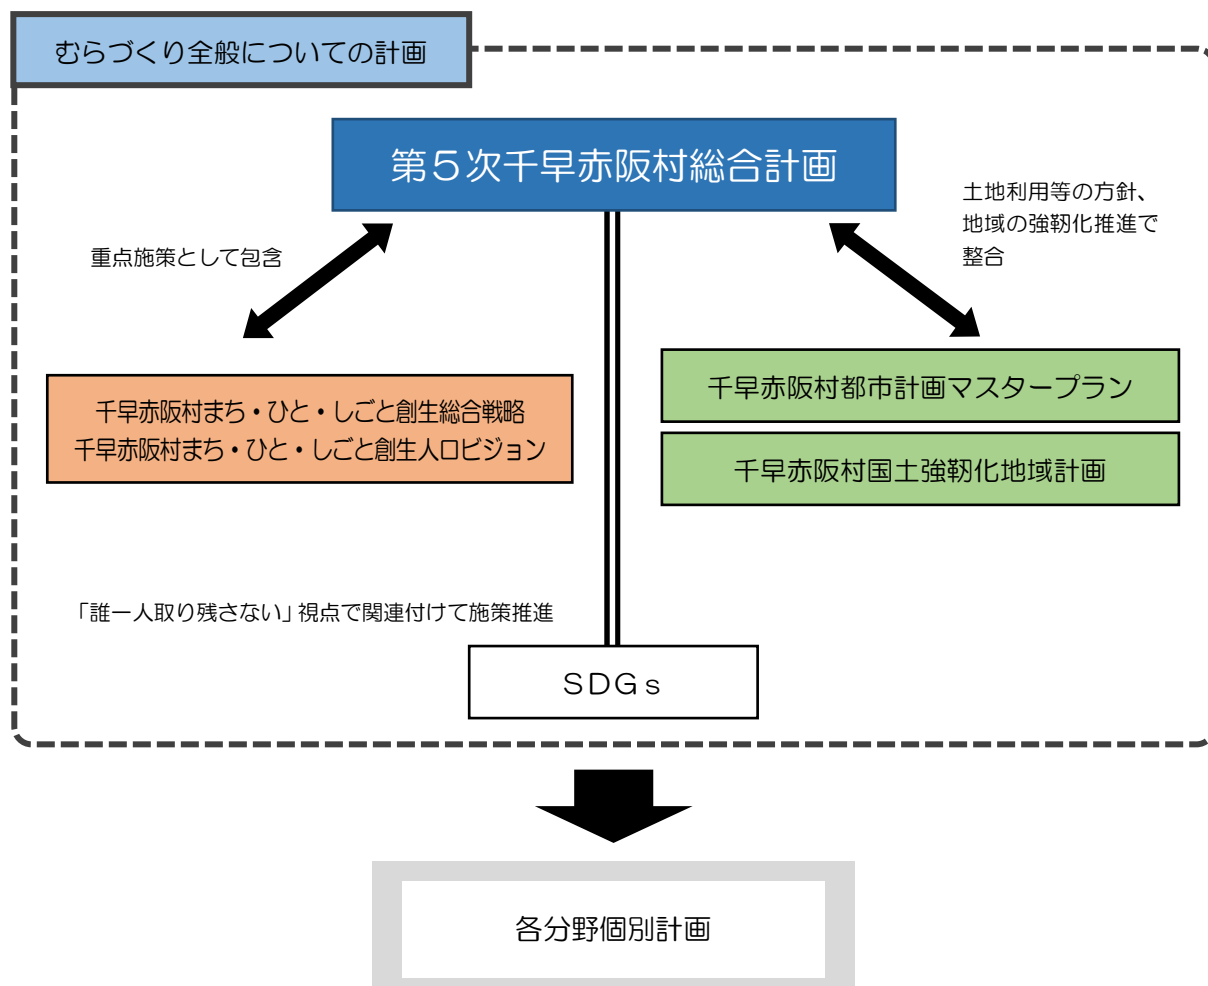 むらづくり全般についての計画
第５次千早赤阪村総合計画
重点施策として包含
土地利用等の方針、
地域の強靭化推進で
整合
千早赤阪村まち・ひと・しごと創生総合戦略
千早赤阪村まち・ひと・しごと創生人口ビジョン
千早赤阪村都市計画マスタープラン
千早赤阪村国土強靭化地域計画
「誰一人取り残さない」視点で関連付けて施策推進
ＳＤＧｓ
各分野個別計画